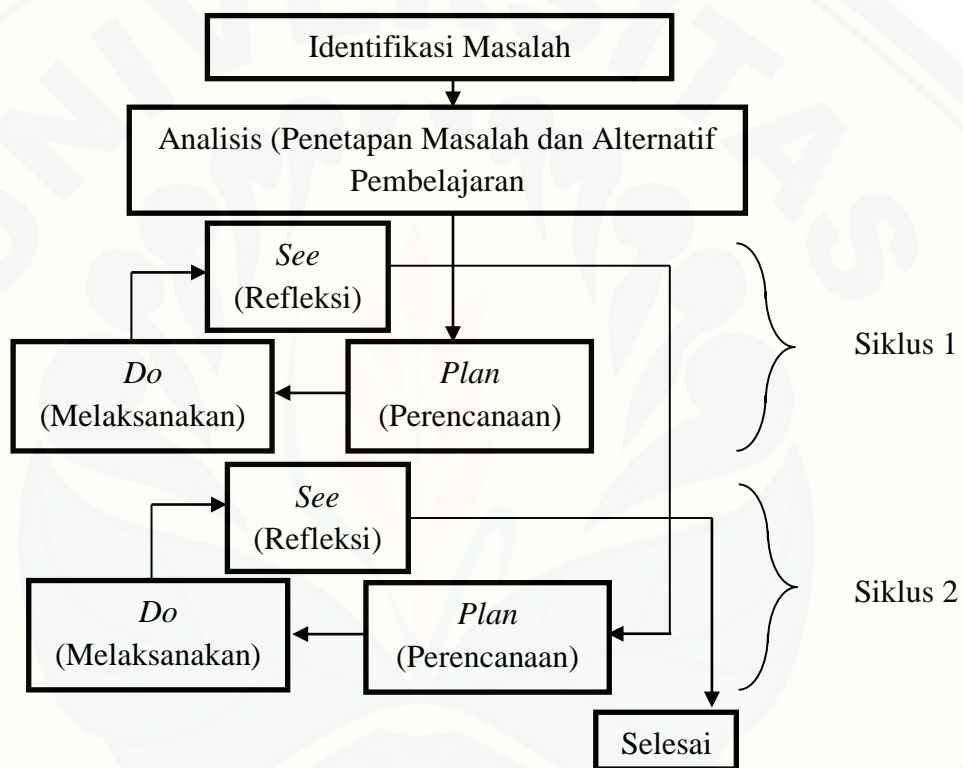 UNIVERSITAS
Identifikasi Masalah
Analisis (Penetapan Masalah dan Alternatif
Pembelajaran
See
(Refleksi)
Do
(Melaksanakan)
Plan
(Perencanaan)
Siklus 1
See
(Refleksi)
Do
(Melaksanakan)
Plan
(Perencanaan)
Siklus 2
Selesai